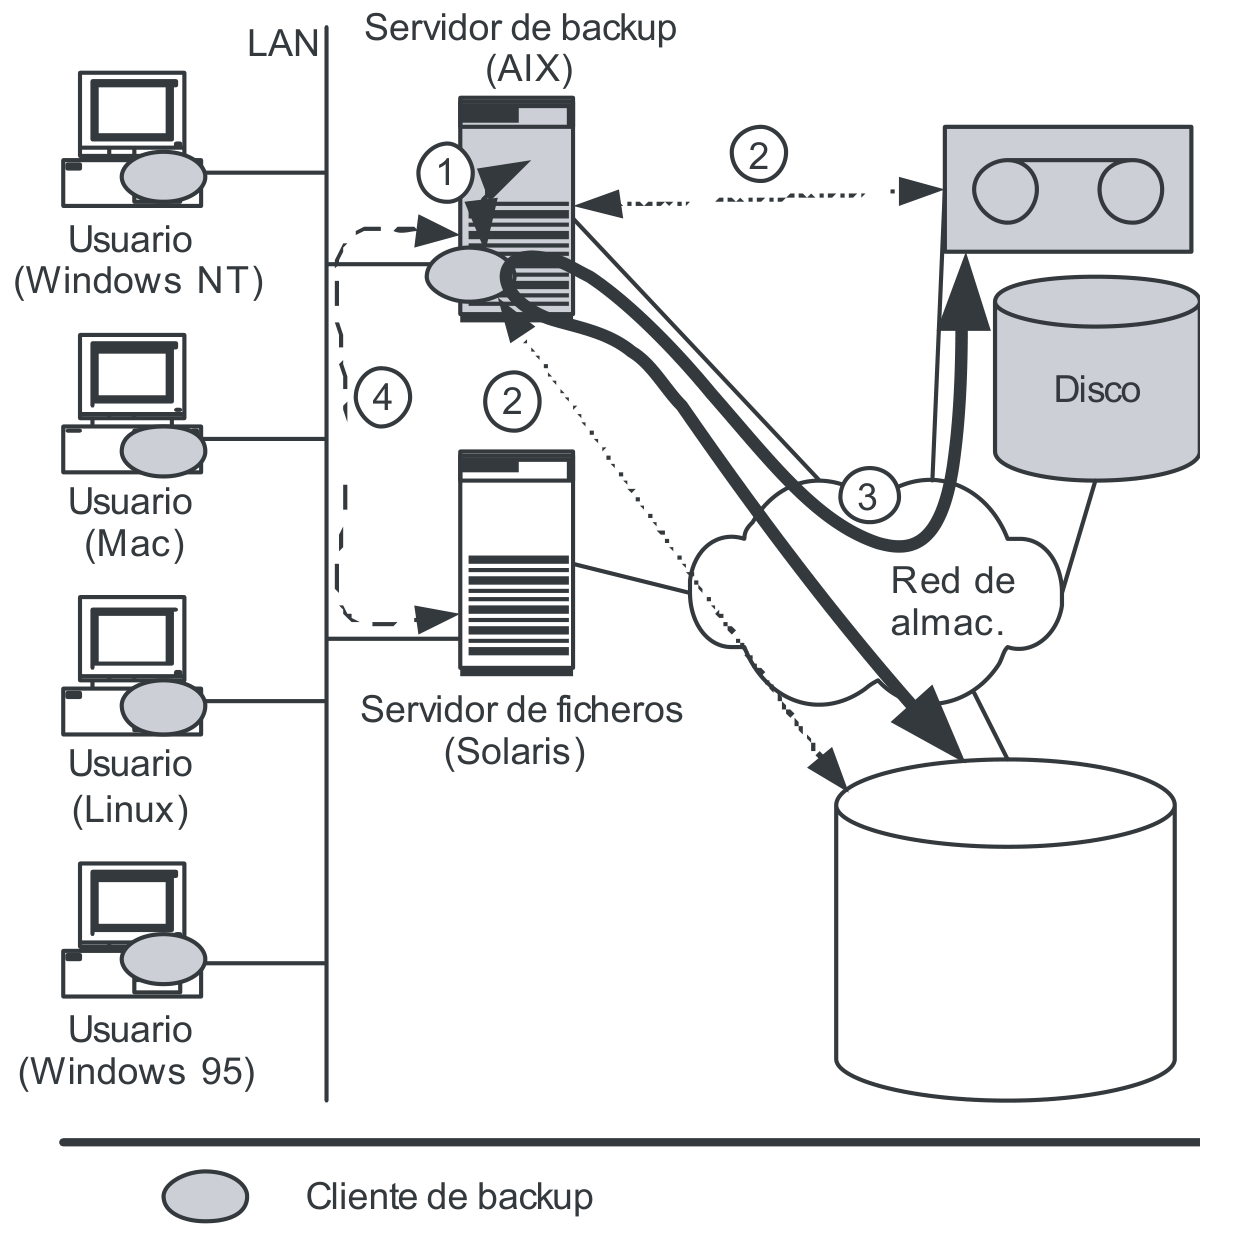 LAN
Servidor de backup
(AIX)
1
2
Usuario
(Windows NT)
Disco
4
2
Usuario
(Mac)
3
Red de
almac.
Servidor de ficheros
(Solaris)
Usuario
(Linux)
Usuario
(Windows 95)
Cliente de backup